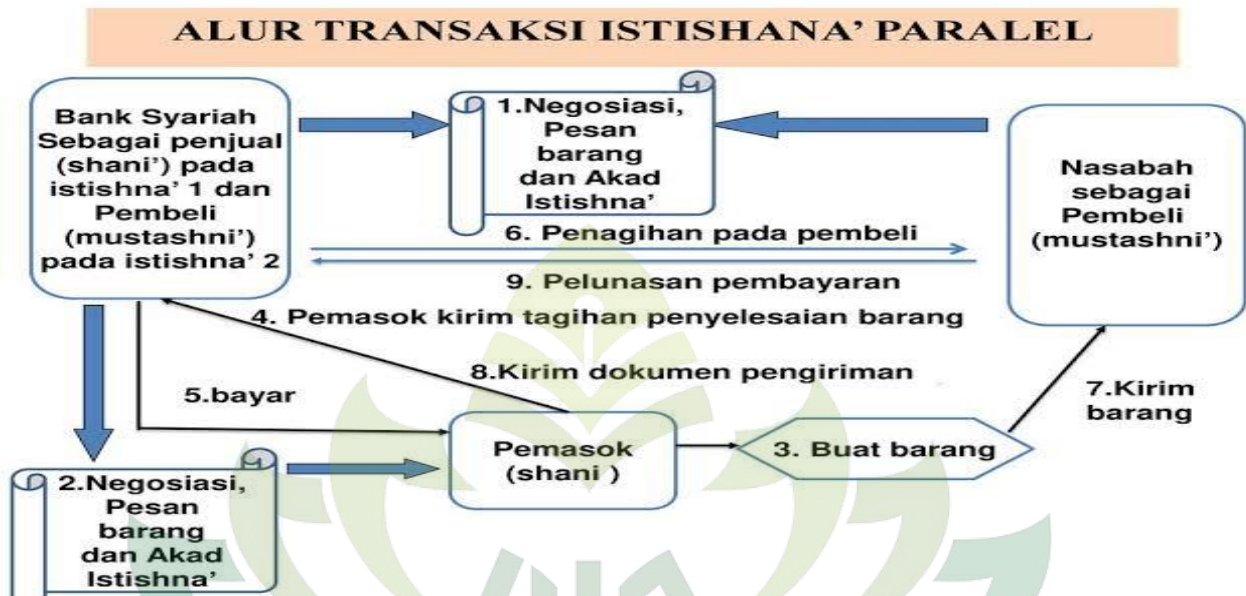 ALUR TRANSAKSI ISTISHANA’ PARALEL
Bank Syariah
Sebagai penjual
(shani’) pada
istishna’ 1 dan
Pembeli
(mustashni’)
pada istishna’ 2
1.Negosiasi,
Pesan
barang
dan Akad
Istishna’
Nasabah
sebagai
Pembeli
(mustashni’)
6. Penagihan pada pembeli
9. Pelunasan pembayaran
4. Pemasok kirim tagihan penyelesaian barang
8.Kirim dokumen pengiriman
5.bayar
7.Kirim
barang
Pemasok
(shani )
3. Buat barang
2.Negosiasi,
Pesan
barang
dan Akad
Istishna’